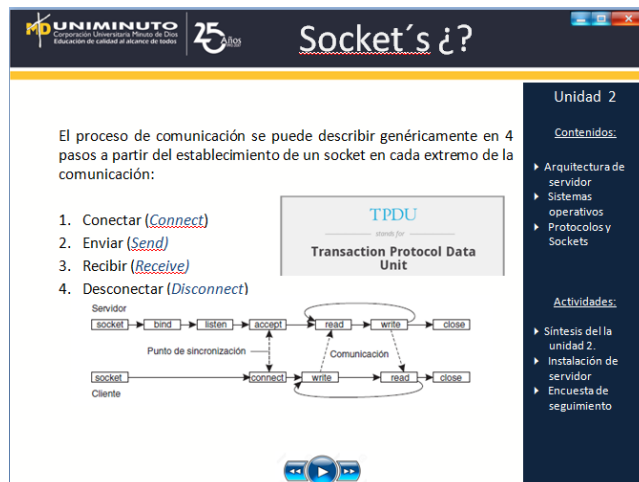 UNIMINUTO
Corporación Universitaria Minuto de Dios
Educación de calidad al alcance de todos
25 Años
Socket´s ¿?
El proceso de comunicación se puede describir genéricamente en 4
pasos a partir del establecimiento de un socket en cada extremo de la
comunicación:
1. Conectar (Connect)
2. Enviar (Send)
3. Recibir (Receive)
4. Desconectar (Disconnect)
TPDU
stands for
Transaction Protocol Data
Unit
Servidor
socket bind listen accept read write close
Punto de sincronización
Comunicación
socket connect write read close
Cliente
Unidad 2
Contenidos:
Arquitectura de
servidor
Sistemas
operativos
Protocolos y
Sockets
Actividades:
Síntesis del la
unidad 2.
Instalación de
servidor
Encuesta de
seguimiento